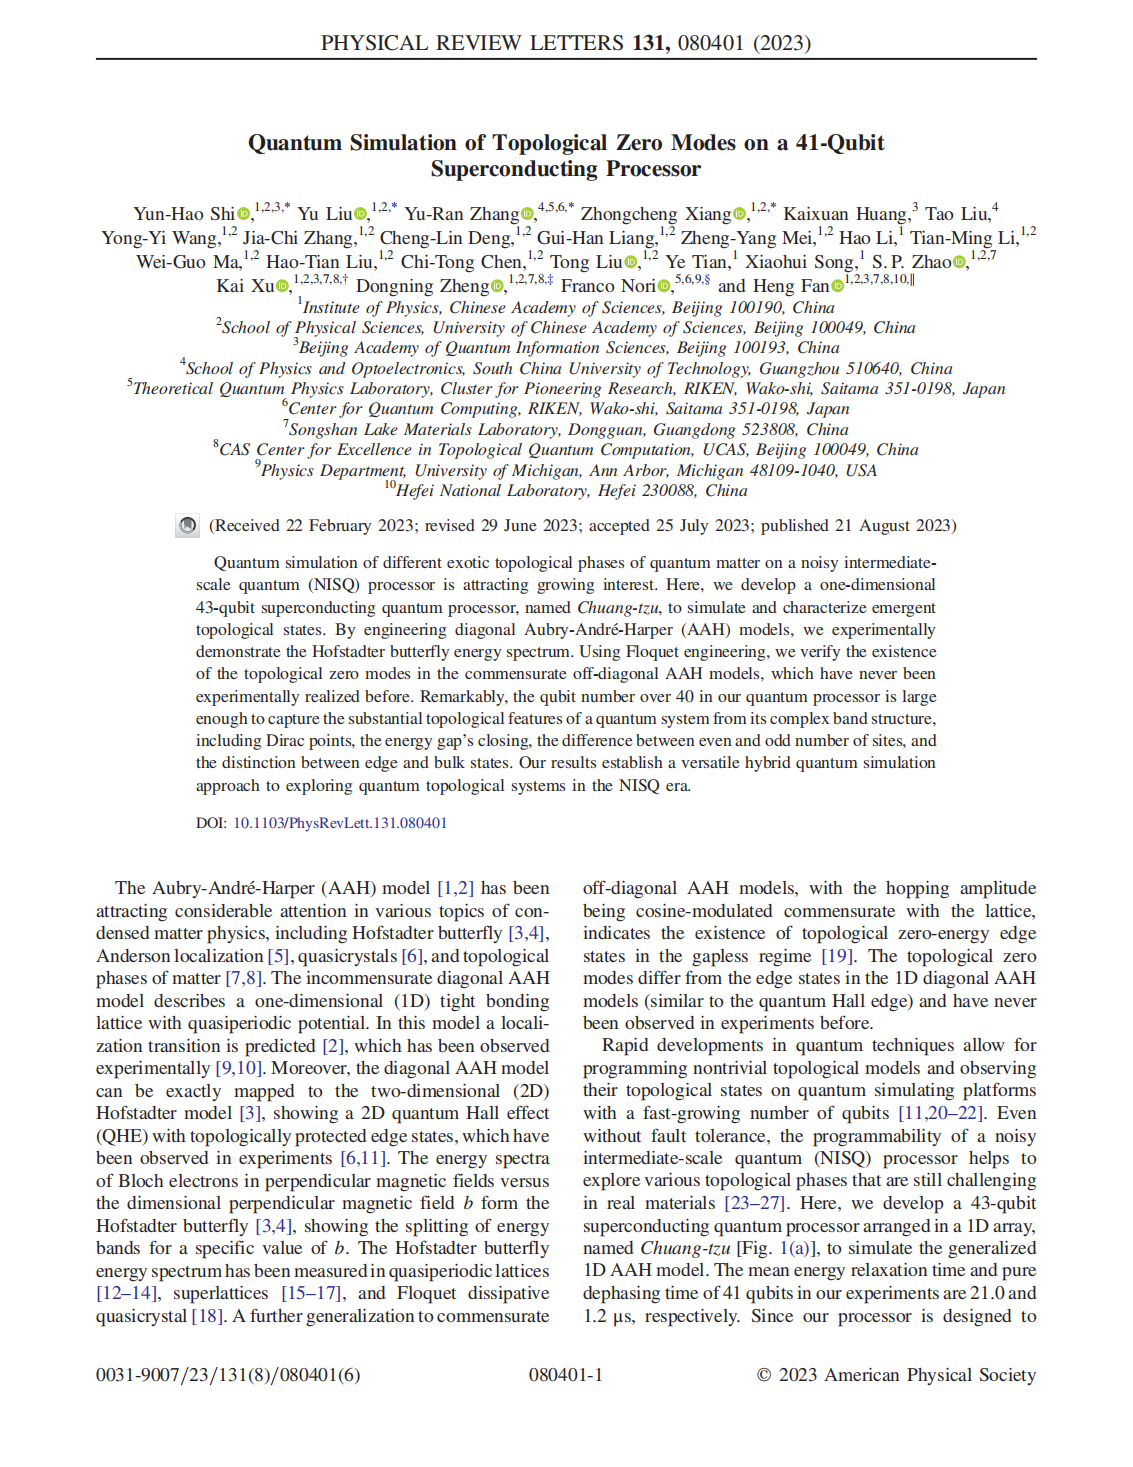 PHYSICAL REVIEW LETTERS 131, 080401 (2023)
Quantum Simulation of Topological Zero Modes on a 41-Qubit
Superconducting Processor
Yun-Hao Shi,1,2,3,* Yu Liu,1,2,* Yu-Ran Zhang,4,5,6,* Zhongcheng Xiang,1,2,* Kaixuan Huang,3 Tao Liu,4
Yong-Yi Wang,1,2 Jia-Chi Zhang,1,2 Cheng-Lin Deng,1,2 Gui-Han Liang,1,2 Zheng-Yang Mei,1,2 Hao Li,1 Tian-Ming Li,1,2
Wei-Guo Ma,1,2 Hao-Tian Liu,1,2 Chi-Tong Chen,1,2 Tong Liu,1,2 Ye Tian,1 Xiaohui Song,1 S. P. Zhao,1,2,7
Kai Xu,1,2,3,7,8,† Dongning Zheng,1,2,7,8,‡ Franco Nori,5,6,9,§ and Heng Fan1,2,3,7,8,10,∥
1Institute of Physics, Chinese Academy of Sciences, Beijing 100190, China
2School of Physical Sciences, University of Chinese Academy of Sciences, Beijing 100049, China
3Beijing Academy of Quantum Information Sciences, Beijing 100193, China
4School of Physics and Optoelectronics, South China University of Technology, Guangzhou 510640, China
5Theoretical Quantum Physics Laboratory, Cluster for Pioneering Research, RIKEN, Wako-shi, Saitama 351-0198, Japan
6Center for Quantum Computing, RIKEN, Wako-shi, Saitama 351-0198, Japan
7Songshan Lake Materials Laboratory, Dongguan, Guangdong 523808, China
8CAS Center for Excellence in Topological Quantum Computation, UCAS, Beijing 100049, China
9Physics Department, University of Michigan, Ann Arbor, Michigan 48109-1040, USA
10Hefei National Laboratory, Hefei 230088, China
(Received 22 February 2023; revised 29 June 2023; accepted 25 July 2023; published 21 August 2023)
Quantum simulation of different exotic topological phases of quantum matter on a noisy intermediate-
scale quantum (NISQ) processor is attracting growing interest. Here, we develop a one-dimensional
43-qubit superconducting quantum processor, named Chuang-tzu, to simulate and characterize emergent
topological states. By engineering diagonal Aubry-André-Harper (AAH) models, we experimentally
demonstrate the Hofstadter butterfly energy spectrum. Using Floquet engineering, we verify the existence
of the topological zero modes in the commensurate off-diagonal AAH models, which have never been
experimentally realized before. Remarkably, the qubit number over 40 in our quantum processor is large
enough to capture the substantial topological features of a quantum system from its complex band structure,
including Dirac points, the energy gap's closing, the difference between even and odd number of sites, and
the distinction between edge and bulk states. Our results establish a versatile hybrid quantum simulation
approach to exploring quantum topological systems in the NISQ era.
DOI: 10.1103/PhysRevLett.131.080401
The Aubry-André-Harper (AAH) model [1,2] has been
attracting considerable attention in various topics of con-
densed matter physics, including Hofstadter butterfly [3,4],
Anderson localization [5], quasicrystals [6], and topological
phases of matter [7,8]. The incommensurate diagonal AAH
model describes a one-dimensional (1D) tight bonding
lattice with quasiperiodic potential. In this model a locali-
zation transition is predicted [2], which has been observed
experimentally [9,10]. Moreover, the diagonal AAH model
can be exactly mapped to the two-dimensional (2D)
Hofstadter model [3], showing a 2D quantum Hall effect
(QHE) with topologically protected edge states, which have
been observed in experiments [6,11]. The energy spectra
of Bloch electrons in perpendicular magnetic fields versus
the dimensional perpendicular magnetic field b form the
Hofstadter butterfly [3,4], showing the splitting of energy
bands for a specific value of b. The Hofstadter butterfly
energy spectrum has been measured in quasiperiodic lattices
[12–14], superlattices [15–17], and Floquet dissipative
quasicrystal [18]. A further generalization to commensurate
off-diagonal AAH models, with the hopping amplitude
being cosine-modulated commensurate with the lattice,
indicates the existence of topological zero-energy edge
states in the gapless regime [19]. The topological zero
modes differ from the edge states in the 1D diagonal AAH
models (similar to the quantum Hall edge) and have never
been observed in experiments before.
Rapid developments in quantum techniques allow for
programming nontrivial topological models and observing
their topological states on quantum simulating platforms
with a fast-growing number of qubits [11,20–22]. Even
without fault tolerance, the programmability of a noisy
intermediate-scale quantum (NISQ) processor helps to
explore various topological phases that are still challenging
in real materials [23–27]. Here, we develop a 43-qubit
superconducting quantum processor arranged in a 1D array,
named Chuang-tzu [Fig. 1(a)], to simulate the generalized
1D AAH model. The mean energy relaxation time and pure
dephasing time of 41 qubits in our experiments are 21.0 and
1.2 μs, respectively. Since our processor is designed to
0031-9007/23/131(8)/080401(6)
080401-1
© 2023 American Physical Society